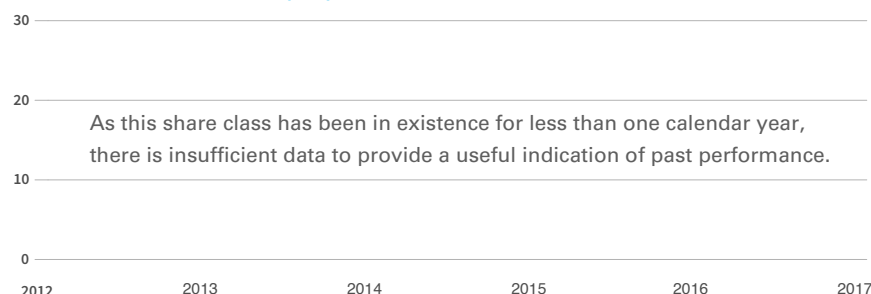 30
20
As this share class has been in existence for less than one calendar year,
there is insufficient data to provide a useful indication of past performance.
10
0
2012 2013 2014 2015 2016 2017